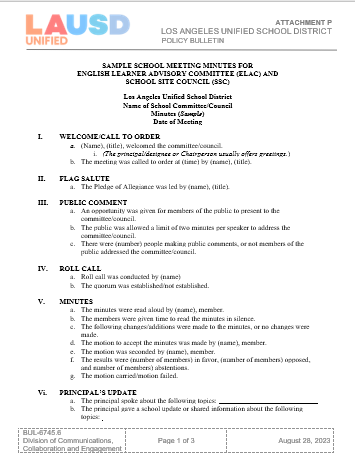 LAUSD
UNIFIED
ATTACHMENT P
LOS ANGELES UNIFIED SCHOOL DISTRICT
POLICY BULLETIN
SAMPLE SCHOOL MEETING MINUTES FOR
ENGLISH LEARNER ADVISORY COMMITTEE (ELAC) AND
SCHOOL SITE COUNCIL (SSC)
Los Angeles Unified School District
Name of School Committee/Council
Minutes (Sample)
Date of Meeting
I. WELCOME/CALL TO ORDER
a. (Name), (title), welcomed the committee/council.
i. (The principal/designee or Chairperson usually offers greetings.)
b. The meeting was called to order at (time) by (name), (title).
II. FLAG SALUTE
a. The Pledge of Allegiance was led by (name), (title).
III. PUBLIC COMMENT
a. An opportunity was given for members of the public to present to the
committee/council.
b. The public was allowed a limit of two minutes per speaker to address the
committee/council.
c. There were (number) people making public comments, or not members of the
public addressed the committee/council.
IV. ROLL CALL
a. Roll call was conducted by (name)
b. The quorum was established/not established.
V. MINUTES
a. The minutes were read aloud by (name), member.
b. The members were given time to read the minutes in silence.
c. The following changes/additions were made to the minutes, or no changes were
made.
d. The motion to accept the minutes was made by (name), member.
e. The motion was seconded by (name), member.
f. The results were (number of members) in favor, (number of members) opposed,
and (number of members) abstentions.
g. The motion carried/motion failed.
Vi. PRINCIPAL'S UPDATE
a. The principal spoke about the following topics:
b. The principal gave a school update or shared information about the following
topics:
BUL-6745.6
Division of Communications,
Collaboration and Engagement
Page 1 of 3
August 28, 2023